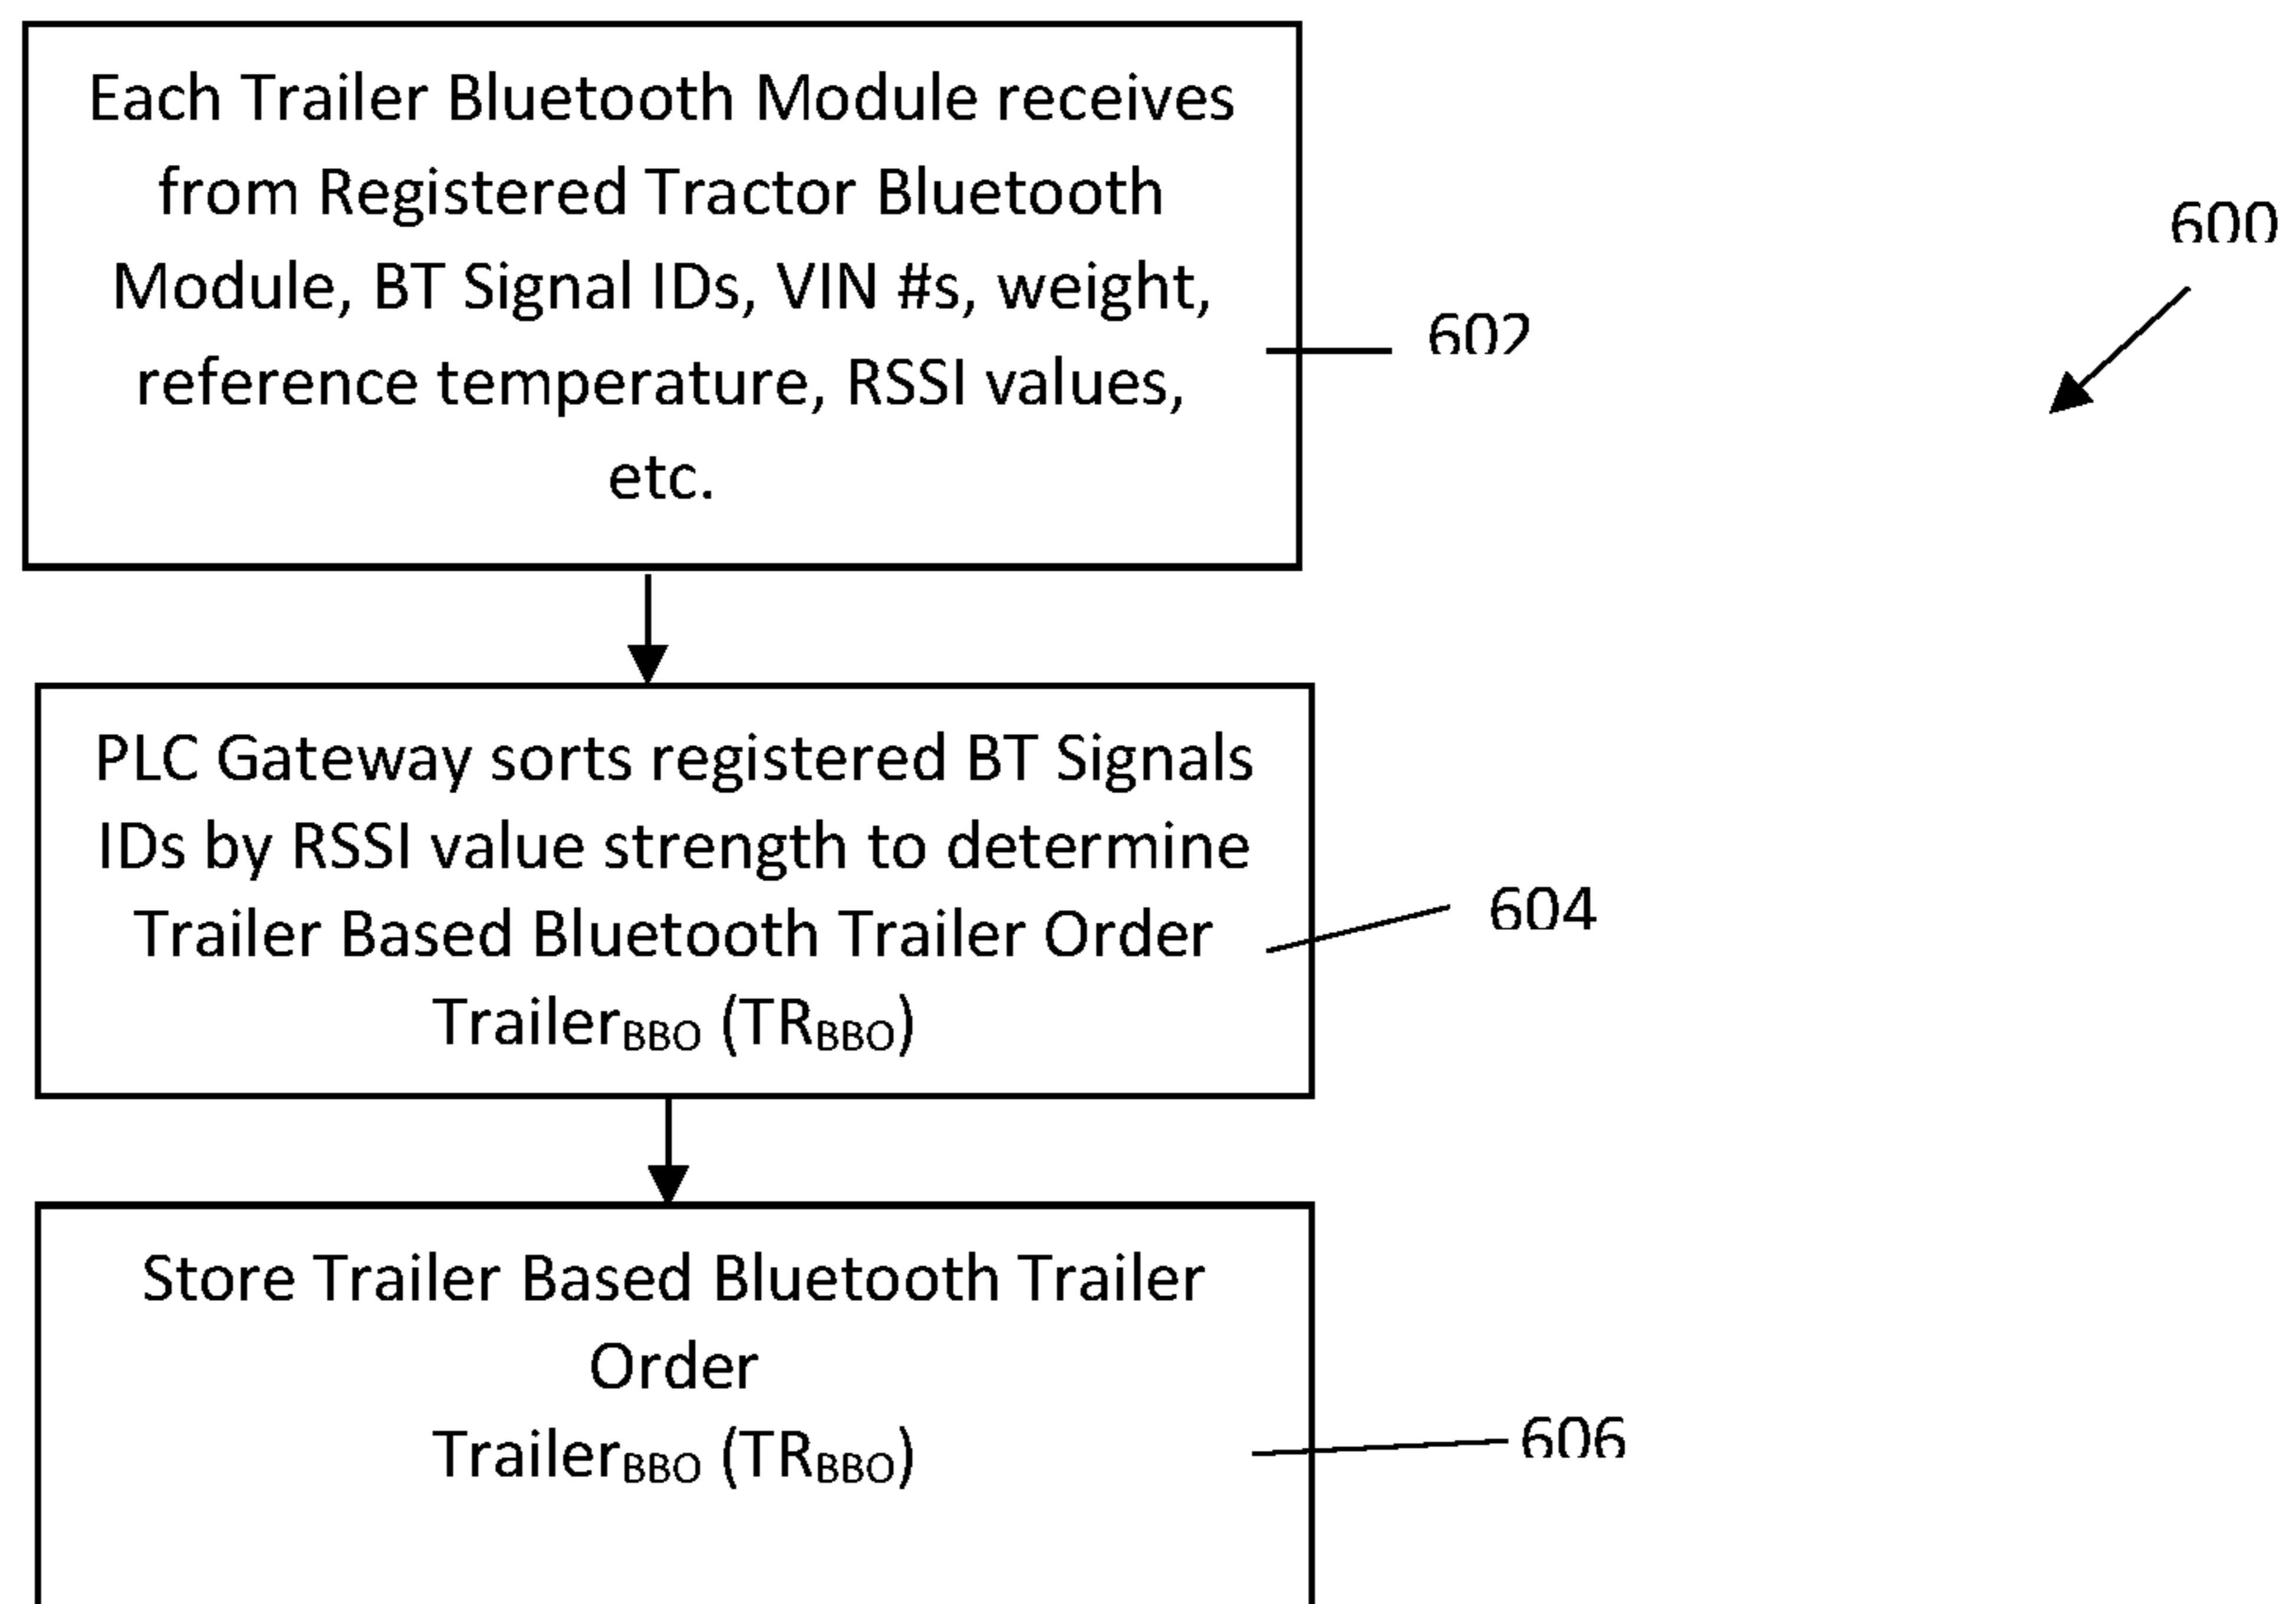 Each Trailer Bluetooth Module receives
from Registered Tractor Bluetooth
Module, BT Signal IDs, VIN #s, weight,
reference temperature, RSSI values,
etc.
600
602
PLC Gateway sorts registered BT Signals
IDs by RSSI value strength to determine
Trailer Based Bluetooth Trailer Order
TrailerBBO (TRBBO)
604
Store Trailer Based Bluetooth Trailer
Order
TrailerBBO (TRBBO)
606